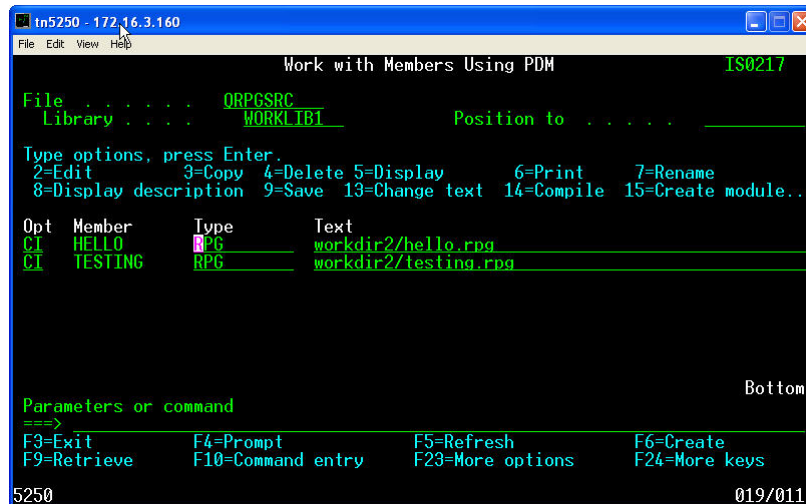 tn5250 - 172.16.3.160
File Edit View Help
Work with Members Using PDM IS0217
File . . . . . . QRPGSRC
Library . . . . WORKLIB1 Position to . . . . .
Type options, press Enter.
2=Edit 3=Copy 4=Delete 5=Display 6=Print 7=Rename
8=Display description 9=Save 13=Change text 14=Compile 15=Create module..
Opt Member Type Text
CI HELLO RPG workdir2/hello.rpg
CI TESTING RPG workdir2/testing.rpg
Bottom
Parameters or command
===>
F3=Exit F4=Prompt F5=Refresh F6=Create
F9=Retrieve F10=Command entry F23=More options F24=More keys
5250 019/011